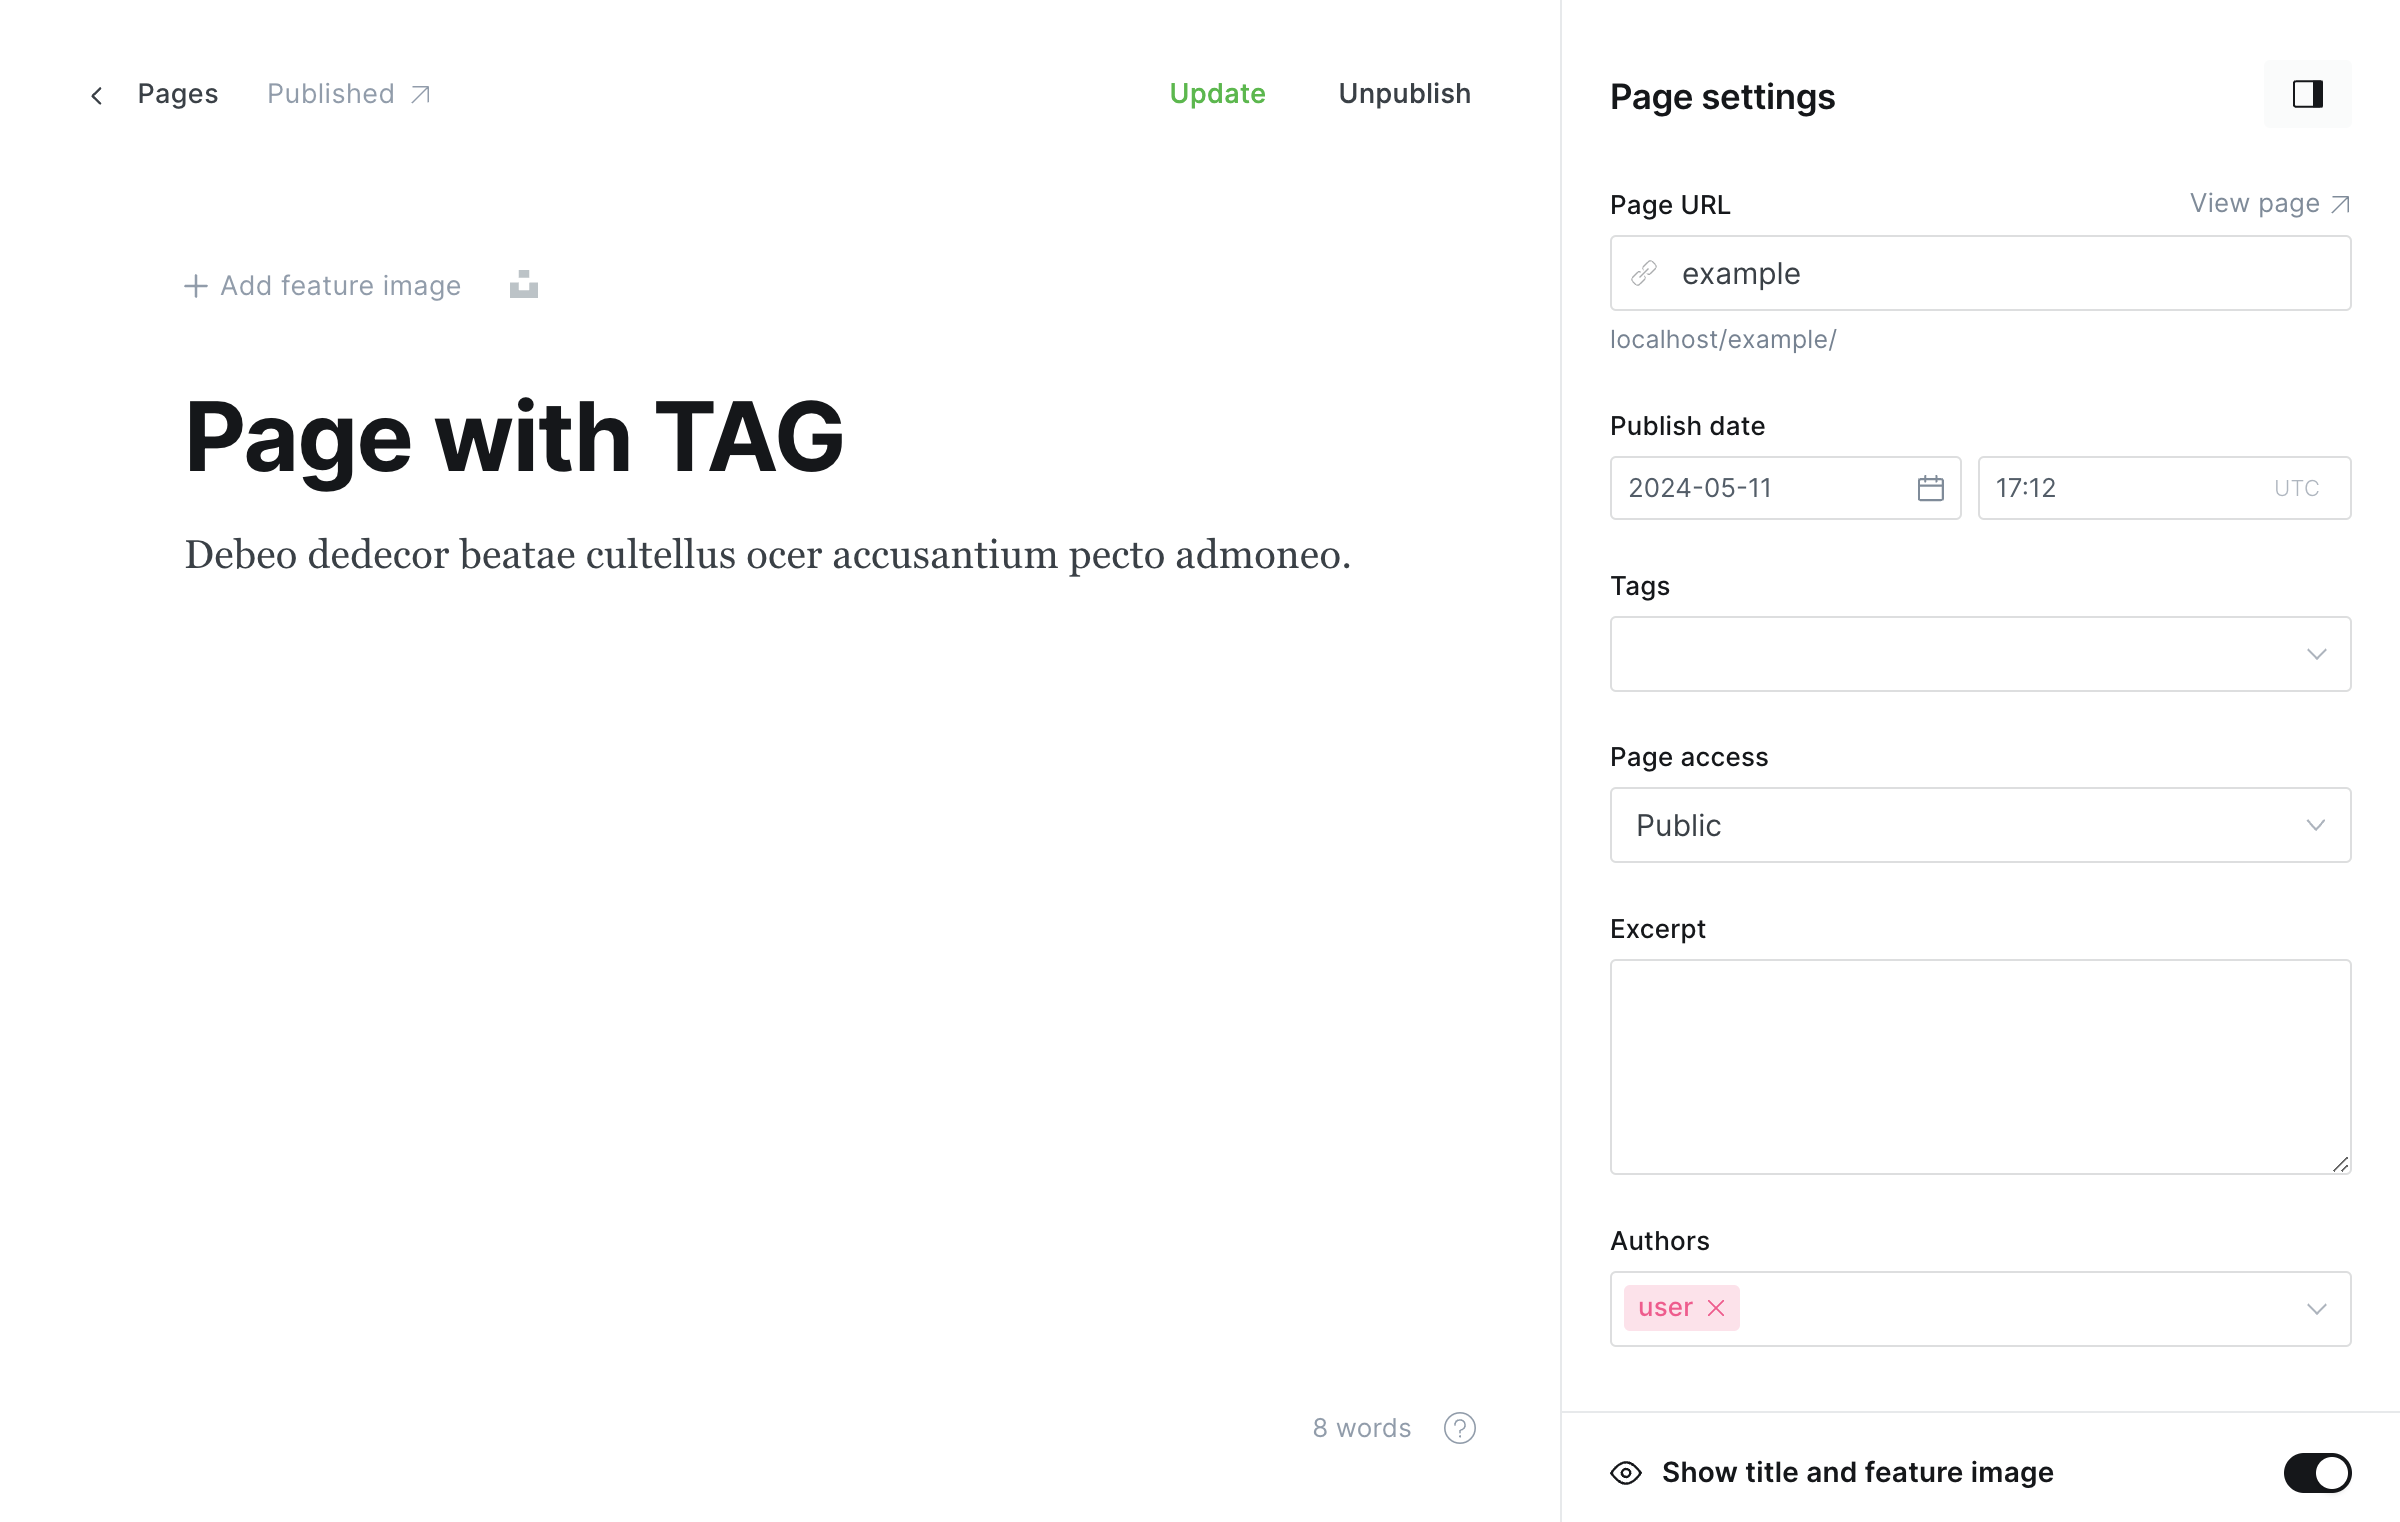 Pages Published Update Unpublish
Add feature image
Page with TAG
Debeo dedecor beatae cultellus ocer accusantium pecto admoneo.
8 words
Page settings
Page URL View page
example
localhost/example/
Publish date
2024-05-11 17:12 UTC
Tags
Page access
Public
Excerpt
Authors
user
Show title and feature image